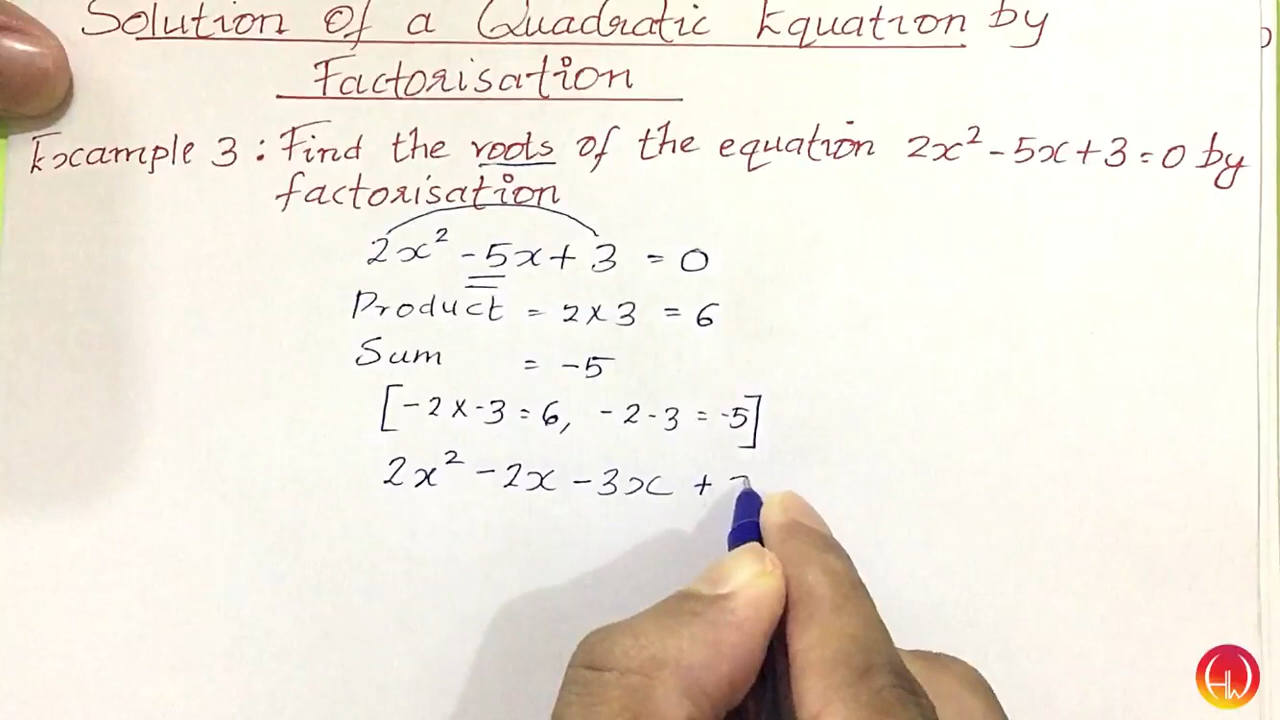 Solution of a Quadratic Equation by
Factorisation
Example 3 : Find the roots of the equation 2x² - 5x + 3 = 0 by
factorisation
2x² - 5x + 3 = 0
Product = 2 × 3 = 6
Sum = -5
[-2 × -3 = 6, -2 - 3 = -5]
2x² - 2x - 3x +
HW